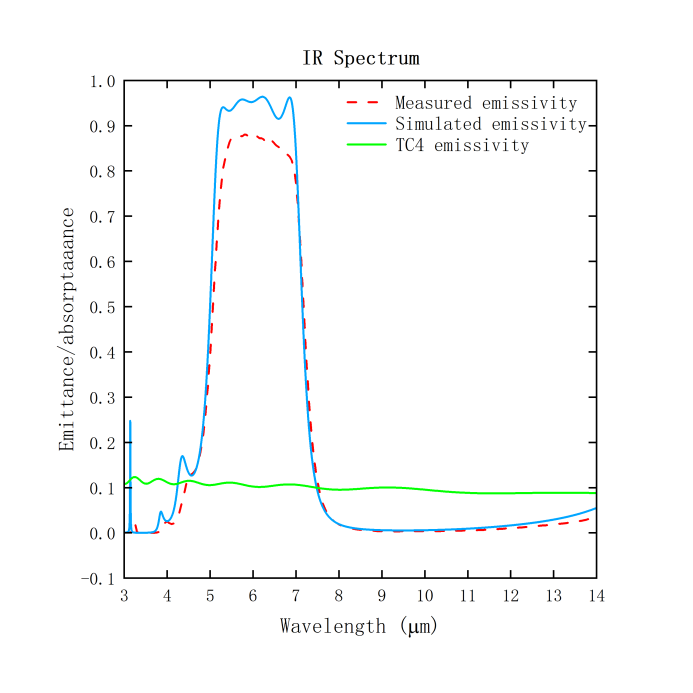 IR Spectrum
1.0
0.9
0.8
0.7
0.6
0.5
0.4
0.3
0.2
0.1
0.0
-0.1
Emittance/absorptaaance
Measured emissivity
Simulated emissivity
TC4 emissivity
3 4 5 6 7 8 9 10 11 12 13 14
Wavelength (μm)